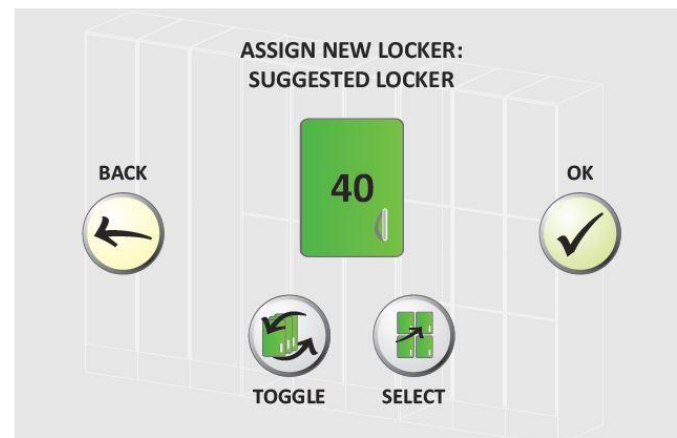 ASSIGN NEW LOCKER:
SUGGESTED LOCKER
40
BACK
OK
TOGGLE
SELECT